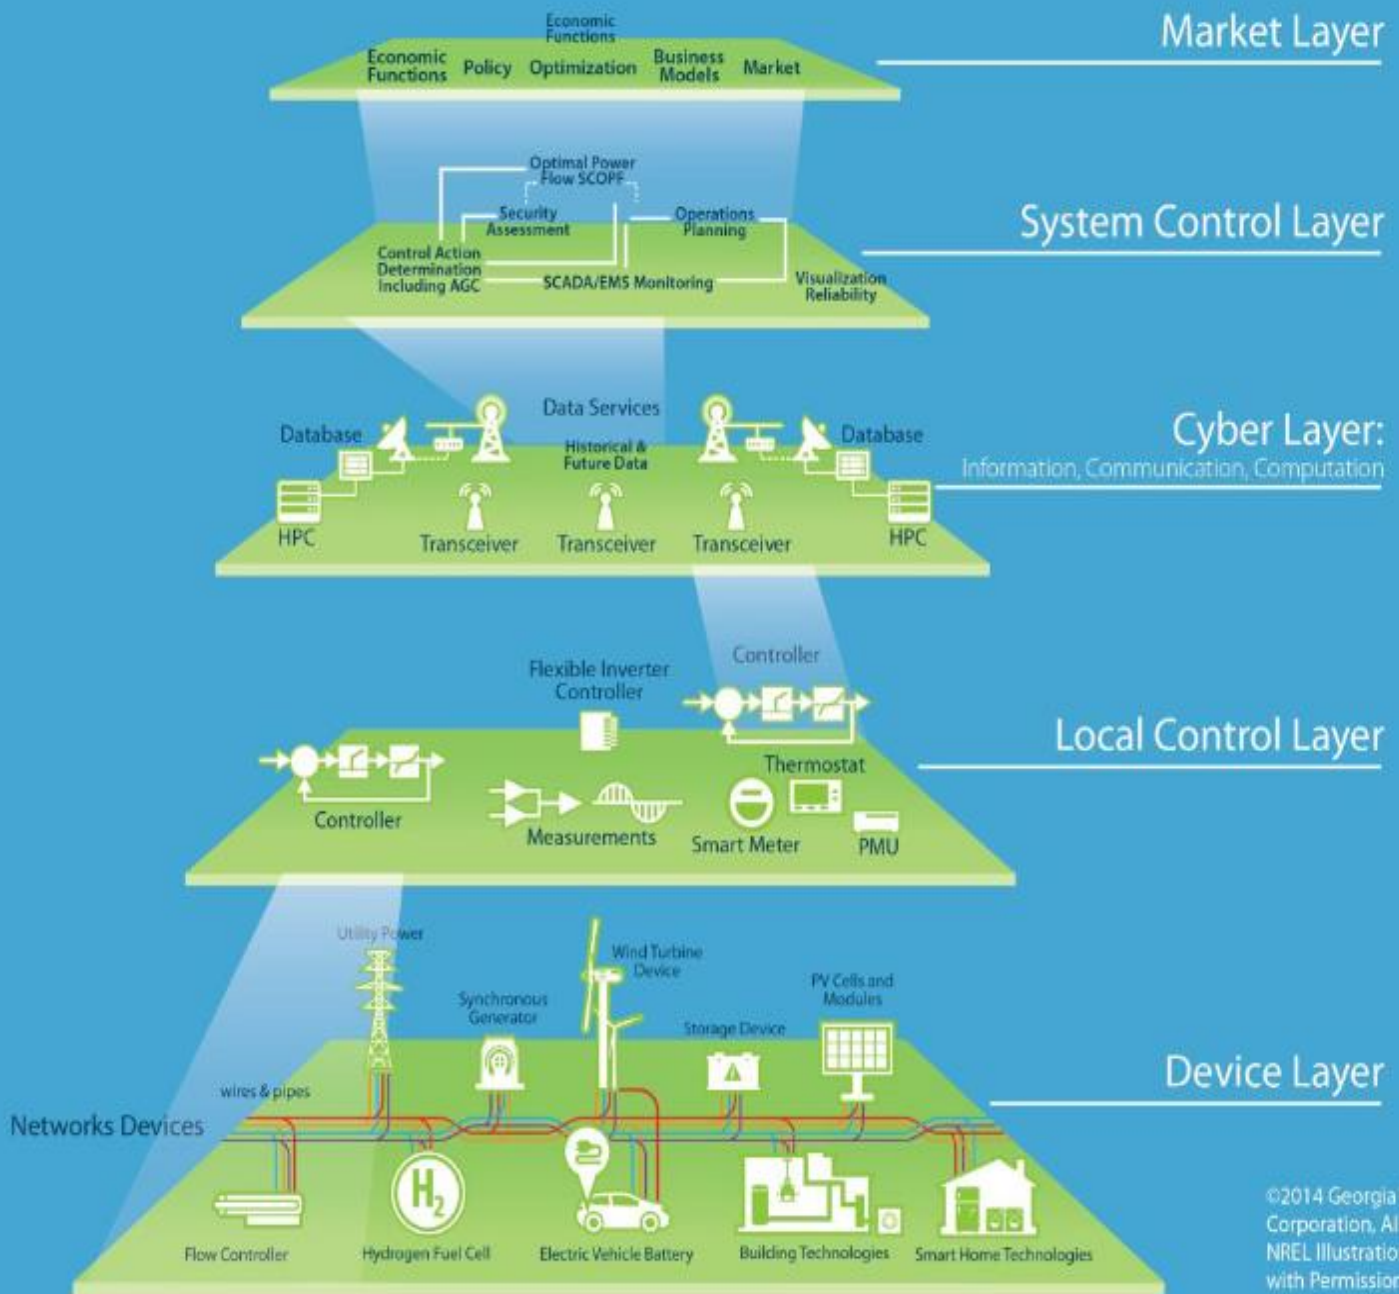 Market Layer
Economic
Functions
Economic
Functions
Policy
Optimization
Business
Models
Market
System Control Layer
Optimal Power
Flow SCOPF
Security
Assessment
Operations
Planning
Control Action
Determination
Including AGC
SCADA/EMS Monitoring
Visualization
Reliability
Cyber Layer:
Information, Communication, Computation
Data Services
Database
Database
Historical &
Future Data
HPC
Transceiver
Transceiver
Transceiver
HPC
Local Control Layer
Controller
Flexible Inverter
Controller
Thermostat
Controller
Measurements
Smart Meter
PMU
Device Layer
Utility Power
Wind Turbine
Device
PV Cells and
Modules
Synchronous
Generator
Storage Device
wires & pipes
Networks Devices
H2
Flow Controller
Hydrogen Fuel Cell
Electric Vehicle Battery
Building Technologies
Smart Home Technologies
©2014 Georgia
Corporation, Al
NREL Illustratio
with Permission